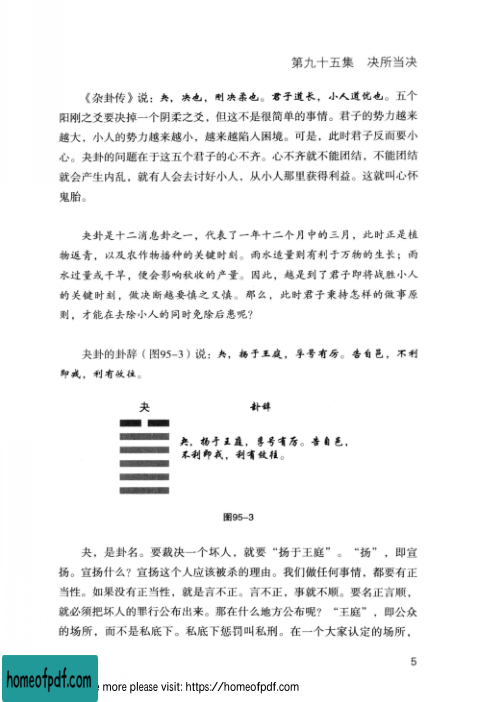 第九十五集 决所当决
《杂卦传》说：夬，决也，刚决柔也。君子道长，小人道忧也。五个
阳刚之爻要决掉一个阴柔之爻，但这不是很简单的事情。君子的势力越来
越大，小人的势力越来越小，越来越陷入困境。可是，此时君子反而要小
心。夬卦的问题在于这五个君子的心不齐。心不齐就不能团结，不能团结
就会产生内乱，就有人会去讨好小人，从小人那里获得利益。这就叫心怀
鬼胎。
夬卦是十二消息卦之一，代表了一年十二个月中的三月，此时正是植
物返青，以及农作物播种的关键时刻。雨水适量则有利于万物的生长；雨
水过量或干旱，便会影响秋收的产量。因此，越是到了君子即将战胜小人
的关键时刻，做决断越要慎之又慎。那么，此时君子秉持怎样的做事原
则，才能在去除小人的同时免除后患呢？
夬卦的卦辞（图95-3）说：夬，扬于王庭，孚号有厉。告自邑，不利
即戎，利有攸往。
夬 卦辞
夬，扬于王庭，孚号有厉。告自邑，
不利即戎，利有攸往。
图95-3
夬，是卦名。要裁决一个坏人，就要“扬于王庭”。“扬”，即宣
扬。宣扬什么？宣扬这个人应该被杀的理由。我们做任何事情，都要有正
当性。如果没有正当性，就是言不正。言不正，事就不顺。要名正言顺，
就必须把坏人的罪行公布出来。那在什么地方公布呢？“王庭”，即公众
的场所，而不是私底下。私底下惩罚叫私刑。在一个大家认定的场所，
5
homeofpdf.com
e more please visit: https://homeofpdf.com